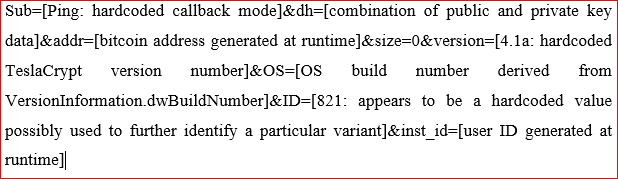 Sub=[Ping: hardcoded callback mode]&dh=[combination of public and private key
data]&addr=[bitcoin address generated at runtime]&size=0&version=[4.1a: hardcoded
TeslaCrypt version number]&OS=[OS build number derived from
VersionInformation.dwBuildNumber]&ID=[821: appears to be a hardcoded value
possibly used to further identify a particular variant]&inst_id=[user ID generated at
runtime]